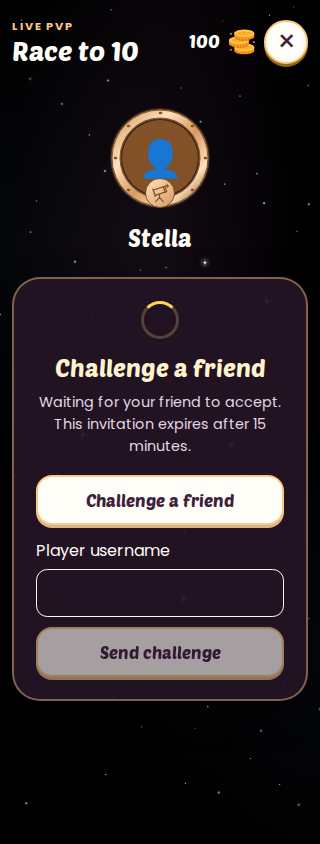 LIVE PVP
Race to 10
100
×
Stella
Challenge a friend
Waiting for your friend to accept.
This invitation expires after 15
minutes.
Challenge a friend
Player username
Send challenge